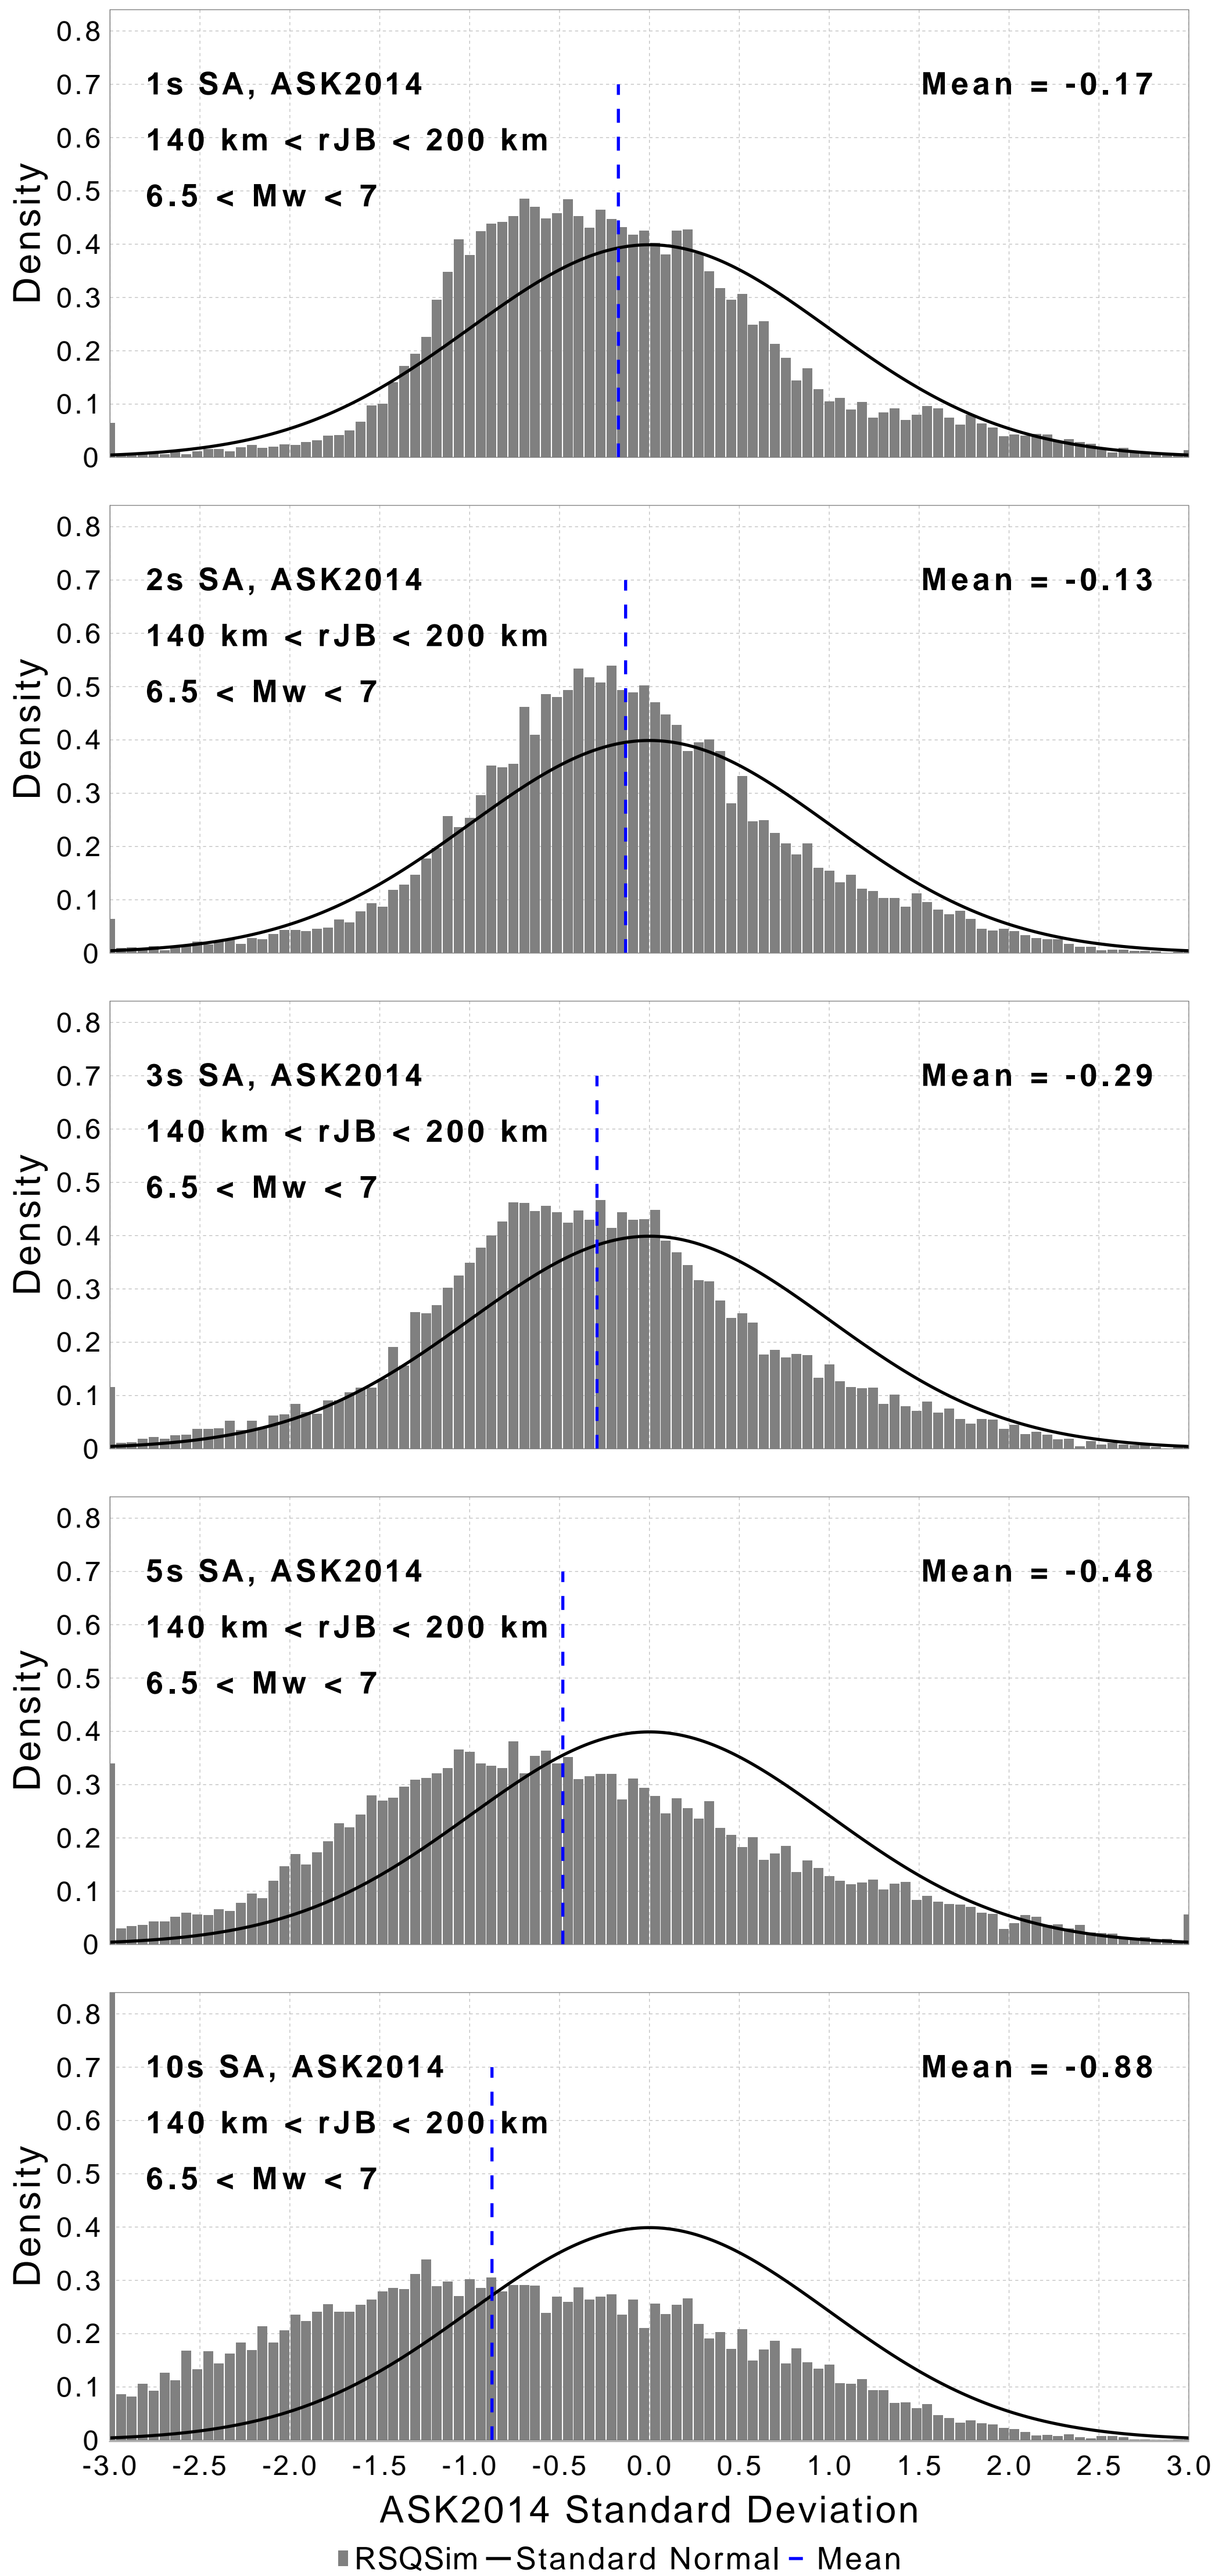 0.8
1s SA, ASK2014 Mean = -0.17
0.7
140 km < rJB < 200 km
0.6
6.5 < Mw < 7
0.5
0.4
0.3
0.2
0.1
0
Density
0.8
2s SA, ASK2014 Mean = -0.13
0.7
140 km < rJB < 200 km
0.6
6.5 < Mw < 7
0.5
0.4
0.3
0.2
0.1
0
Density
0.8
3s SA, ASK2014 Mean = -0.29
0.7
140 km < rJB < 200 km
0.6
6.5 < Mw < 7
0.5
0.4
0.3
0.2
0.1
0
Density
0.8
5s SA, ASK2014 Mean = -0.48
0.7
140 km < rJB < 200 km
0.6
6.5 < Mw < 7
0.5
0.4
0.3
0.2
0.1
0
Density
0.8
10s SA, ASK2014 Mean = -0.88
0.7
140 km < rJB < 200 km
0.6
6.5 < Mw < 7
0.5
0.4
0.3
0.2
0.1
0
Density
-3.0 -2.5 -2.0 -1.5 -1.0 -0.5 0.0 0.5 1.0 1.5 2.0 2.5 3.0
ASK2014 Standard Deviation
RSQSim Standard Normal Mean